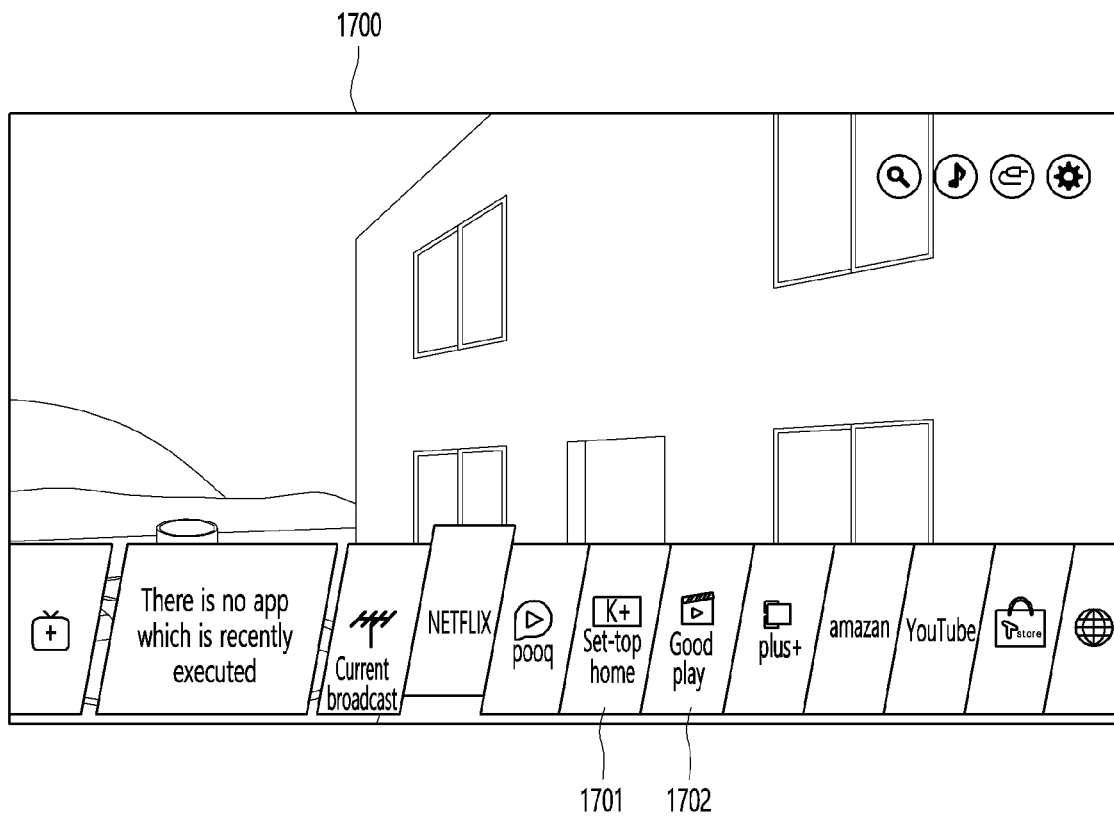 1700
There is no app
which is recently
executed
Current
broadcast
NETFLIX
pooq
K+
Set-top
home
Good
play
plus+
amazan
YouTube
Tstore
1701
1702